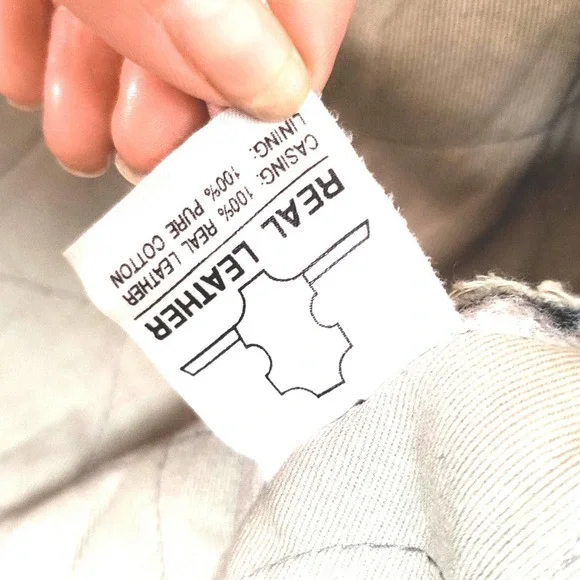 REAL LEATHER
CASING: 100% REAL LEATHER
LINING: 100% PURE COTTON